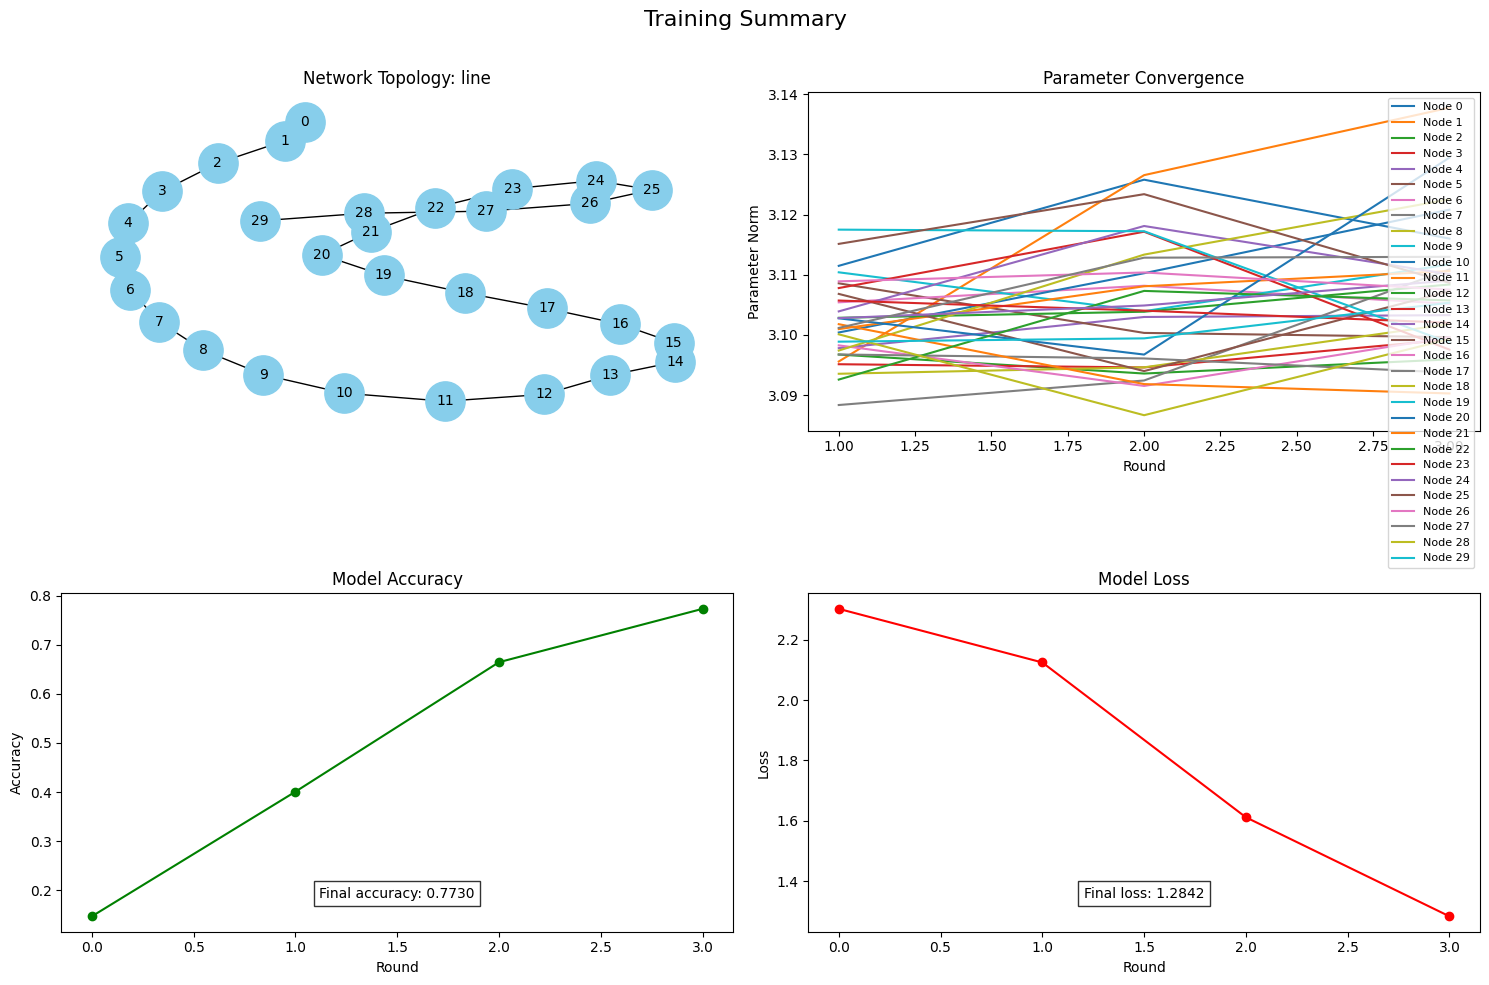 Training Summary
Network Topology: line
0
1
2
3
4
5
6
7
8
9
10
11
12
13
14
15
16
17
18
19
20
21
22
23
24
25
26
27
28
29
Parameter Convergence
Parameter Norm
3.14
3.13
3.12
3.11
3.10
3.09
1.00 1.25 1.50 1.75 2.00 2.25 2.50 2.75 3.00
Round
Node 0
Node 1
Node 2
Node 3
Node 4
Node 5
Node 6
Node 7
Node 8
Node 9
Node 10
Node 11
Node 12
Node 13
Node 14
Node 15
Node 16
Node 17
Node 18
Node 19
Node 20
Node 21
Node 22
Node 23
Node 24
Node 25
Node 26
Node 27
Node 28
Node 29
Model Accuracy
Accuracy
0.8
0.7
0.6
0.5
0.4
0.3
0.2
Final accuracy: 0.7730
0.0 0.5 1.0 1.5 2.0 2.5 3.0
Round
Model Loss
Loss
2.2
2.0
1.8
1.6
1.4
Final loss: 1.2842
0.0 0.5 1.0 1.5 2.0 2.5 3.0
Round